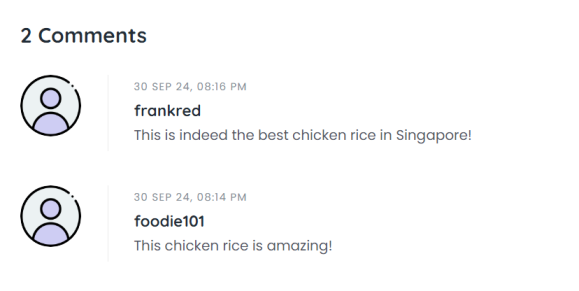 2 Comments
30 SEP 24, 08:16 PM
frankred
This is indeed the best chicken rice in Singapore!
30 SEP 24, 08:14 PM
foodie101
This chicken rice is amazing!